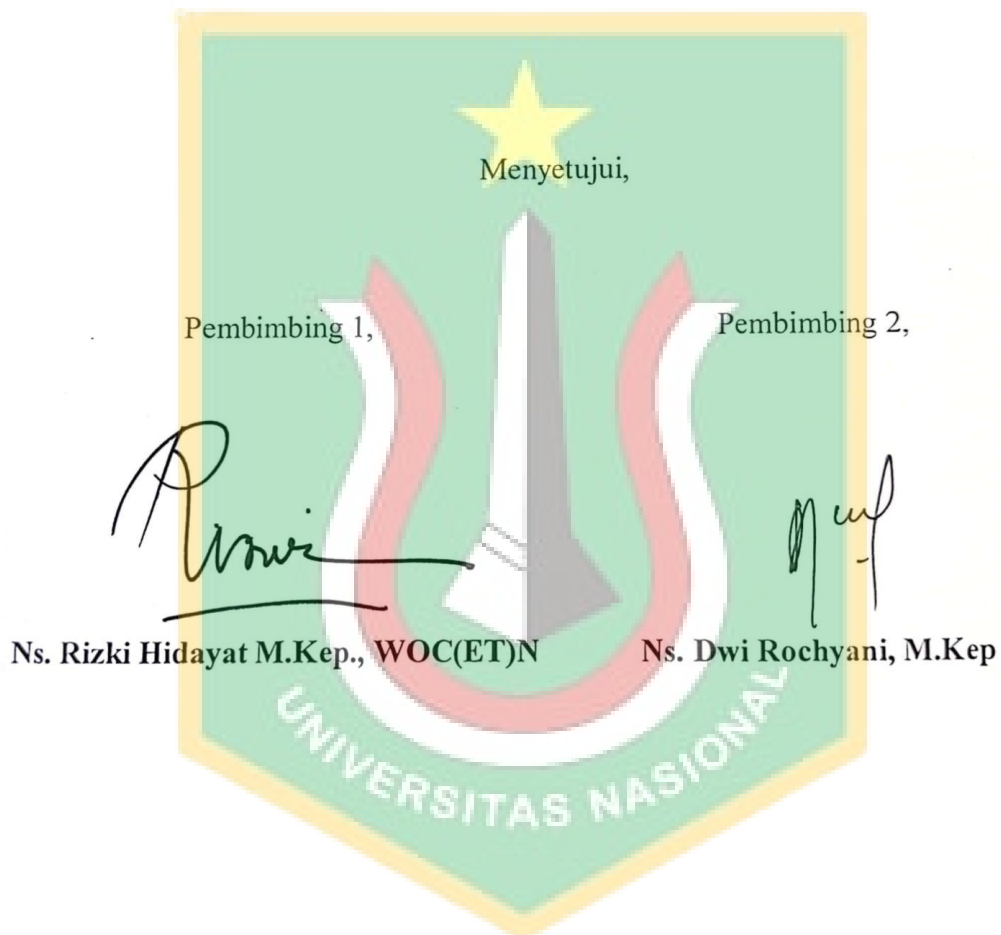 Menyetujui,
Pembimbing 1, Pembimbing 2,
Ns. Rizki Hidayat M.Kep., WOC(ET)N Ns. Dwi Rochyani, M.Kep
UNIVERSITAS NASIONAL